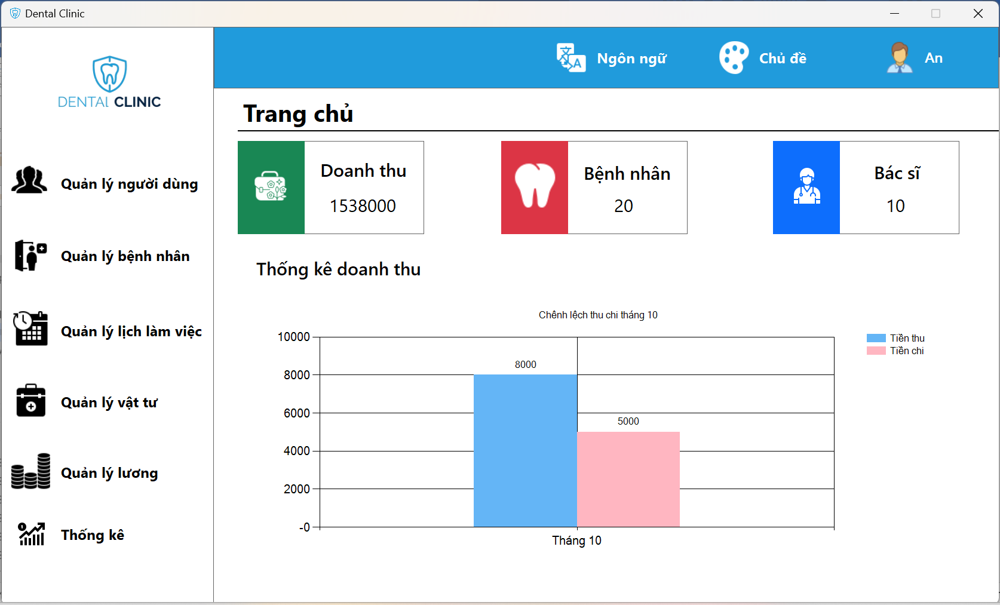 Dental Clinic
DENTAL CLINIC
Ngôn ngữ
Chủ đề
An
Quản lý người dùng
Quản lý bệnh nhân
Quản lý lịch làm việc
Quản lý vật tư
Quản lý lương
Thống kê
Trang chủ
Doanh thu
1538000
Bệnh nhân
20
Bác sĩ
10
Thống kê doanh thu
Chênh lệch thu chi tháng 10
10000
8000
6000
4000
2000
-0
8000
5000
Tháng 10
Tiền thu
Tiền chi